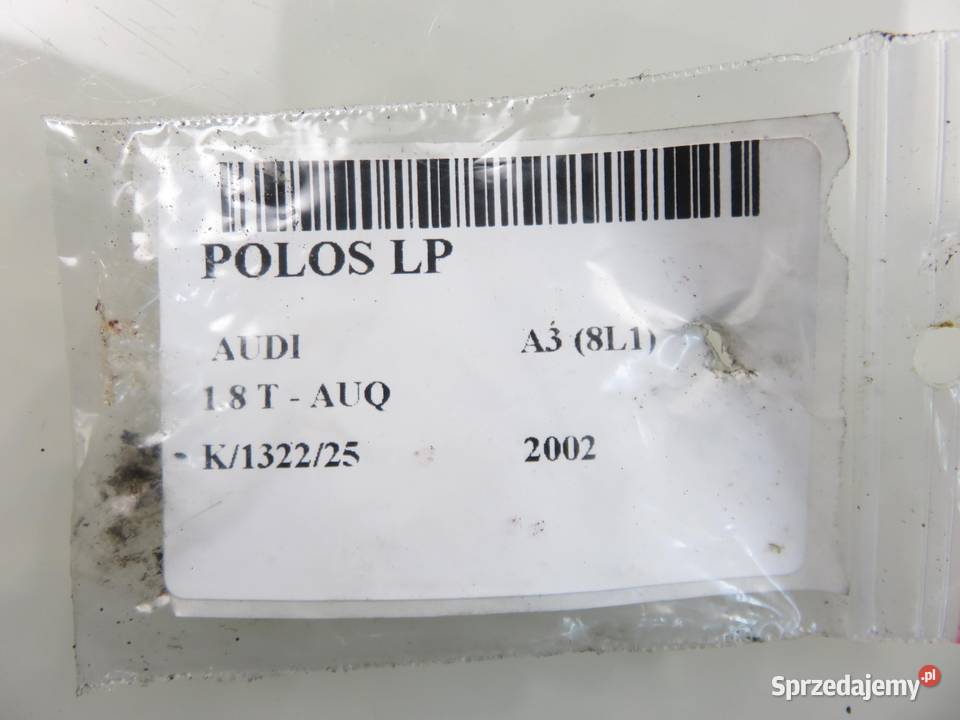 POLOS LP
AUDI A3 (8L1)
1.8 T - AUQ
K/1322/25 2002
Sprzedajemy.pl